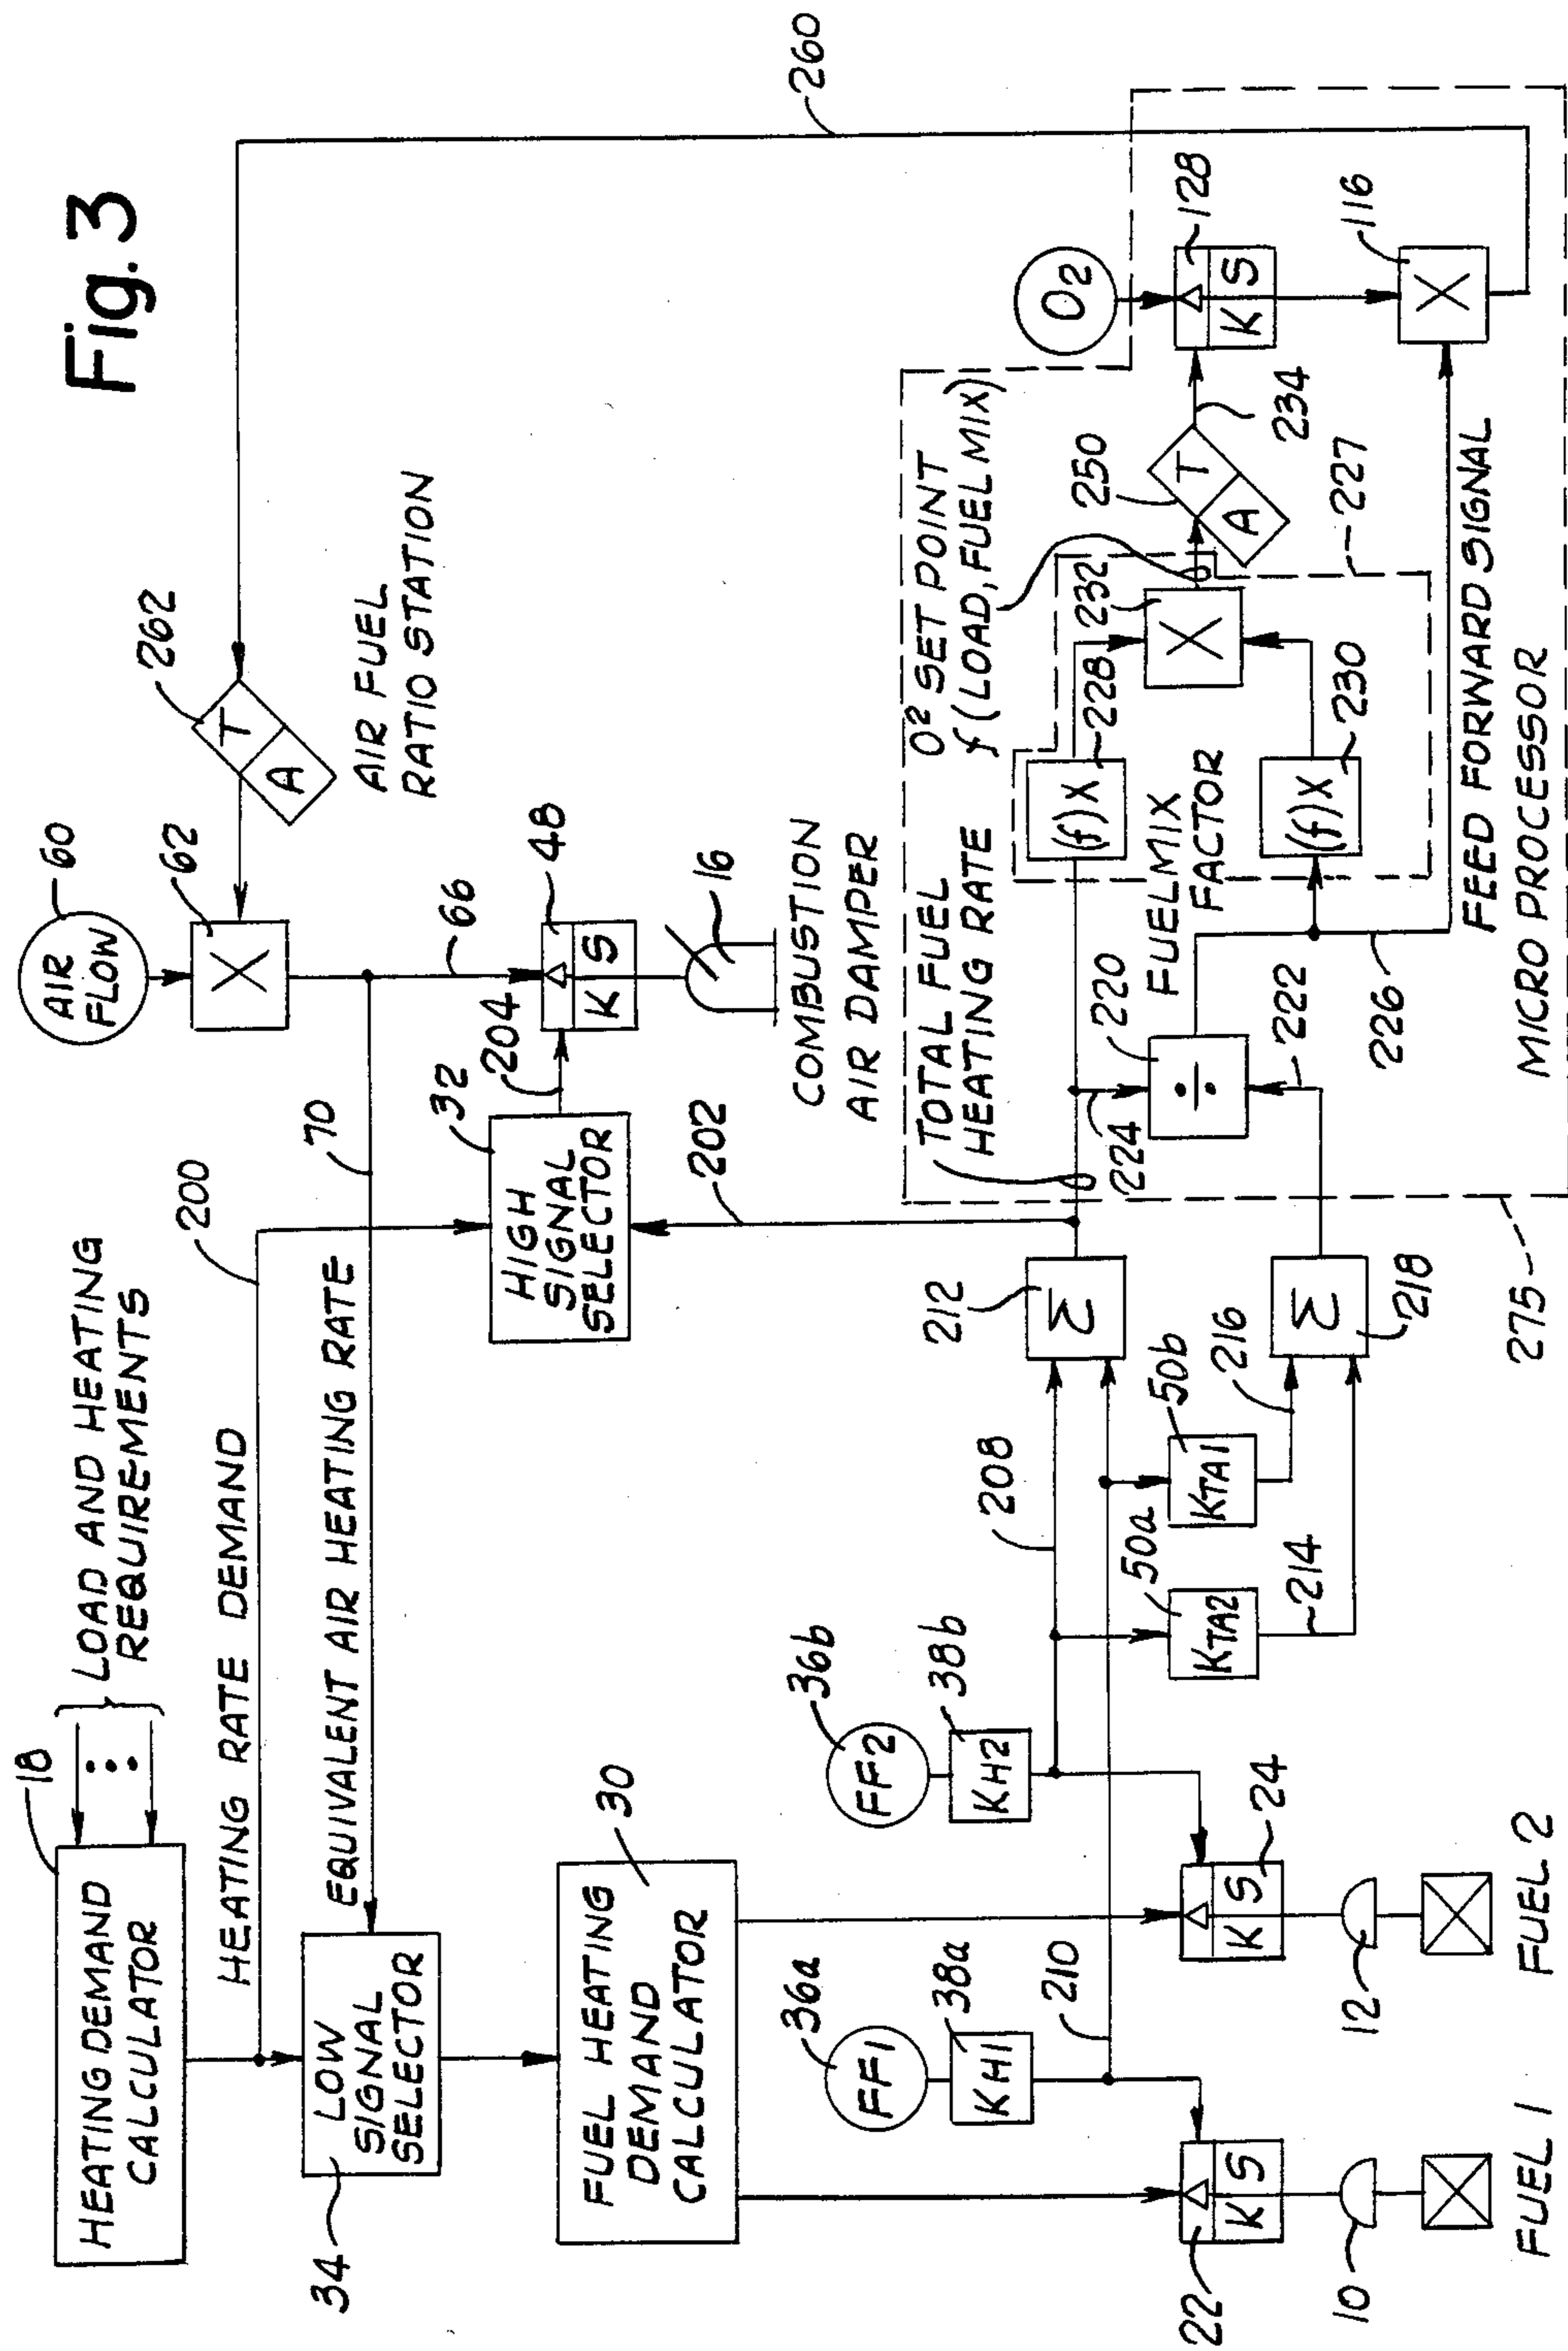 Fig. 3
18
HEATING DEMAND
CALCULATOR
LOAD AND HEATING
REQUIREMENTS
HEATING RATE DEMAND
200
EQUIVALENT AIR HEATING RATE
70
34
LOW
SIGNAL
SELECTOR
30
FUEL HEATING
DEMAND
CALCULATOR
32
HIGH
SIGNAL
SELECTOR
204
202
60
AIR
FLOW
62
X
66
48
Δ
K S
16
COMBUSTION
AIR DAMPER
262
T
A
AIR FUEL
RATIO STATION
260
36a
FF1
38a
KH1
210
36b
FF2
38b
KH2
208
22
Δ
K S
10
FUEL 1
24
Δ
K S
12
FUEL 2
50a
KTA2
214
50b
KTA1
216
212
Σ
218
Σ
275
TOTAL FUEL
HEATING RATE
224
220
÷
222
226
FUELMIX
FACTOR
O2 SET POINT
f (LOAD, FUEL MIX)
228
(f)X
230
(f)X
232
X
227
250
T
A
234
O2
128
Δ
K S
116
X
FEED FORWARD SIGNAL
MICRO PROCESSOR